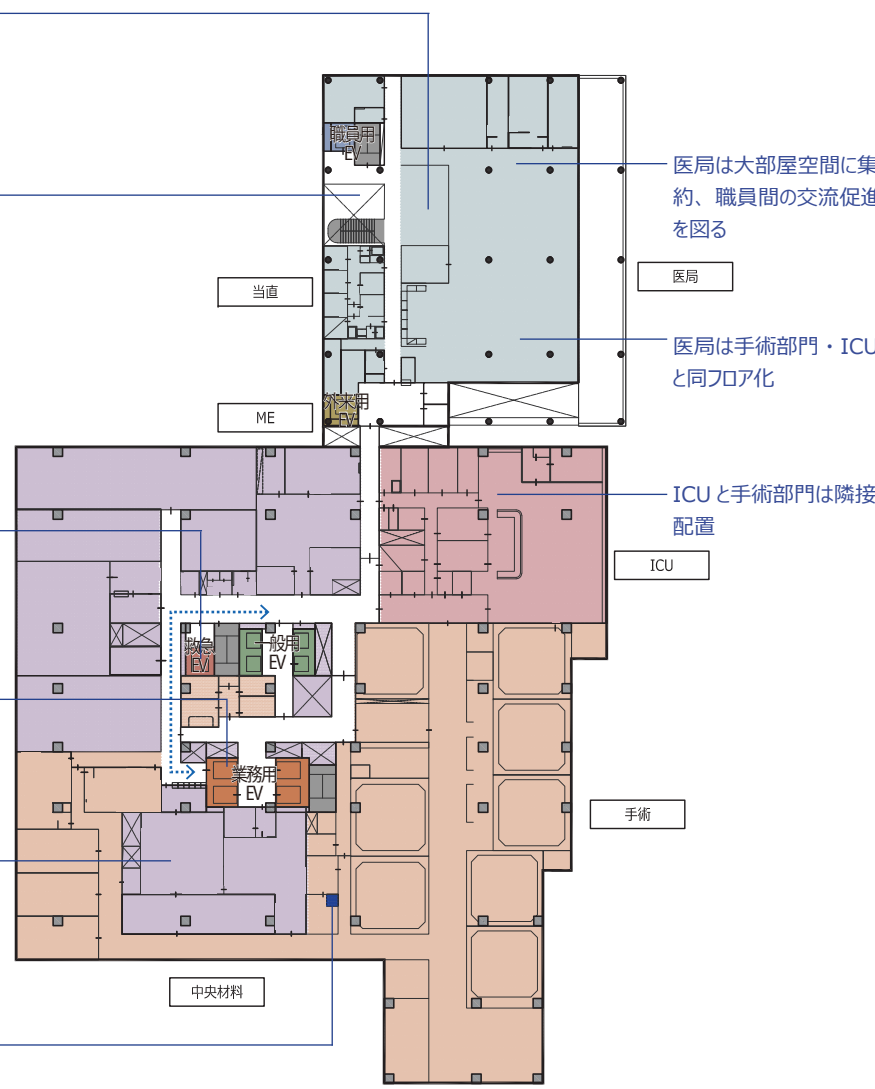 職員用
EV
医局は大部屋空間に集
約、職員間の交流促進
を図る
医局
当直
医局は手術部門・ICU
と同フロア化
外来用
EV
ME
ICUと手術部門は隣接
配置
ICU
救急
EV
一般用
EV
業務用
EV
手術
中央材料